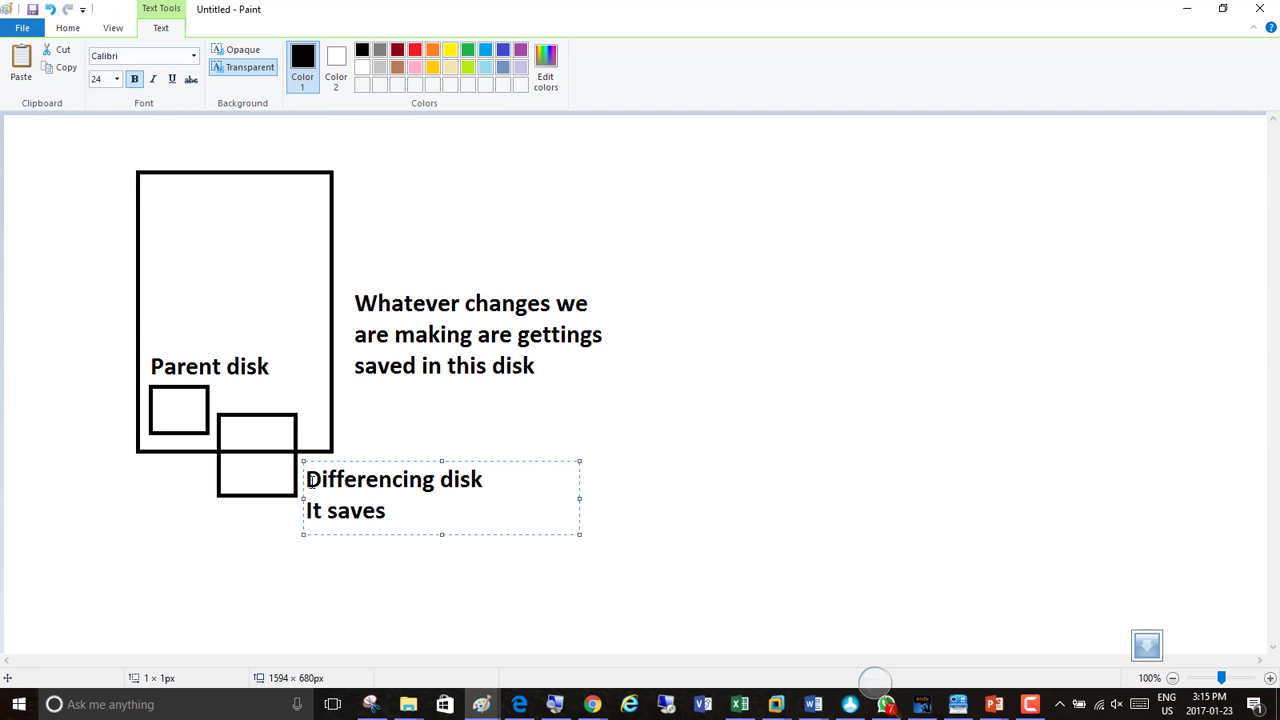 Text Tools
Untitled - Paint
File
Home
View
Text
Paste
Cut
Copy
Clipboard
Calibri
24
B
I
U
abc
Font
Opaque
Transparent
Background
Color
1
Color
2
Edit
colors
Colors
Whatever changes we
are making are gettings
saved in this disk
Parent disk
Differencing disk
It saves
1 × 1px
1594 × 680px
100%
Ask me anything
ENG
US
3:15 PM
2017-01-23